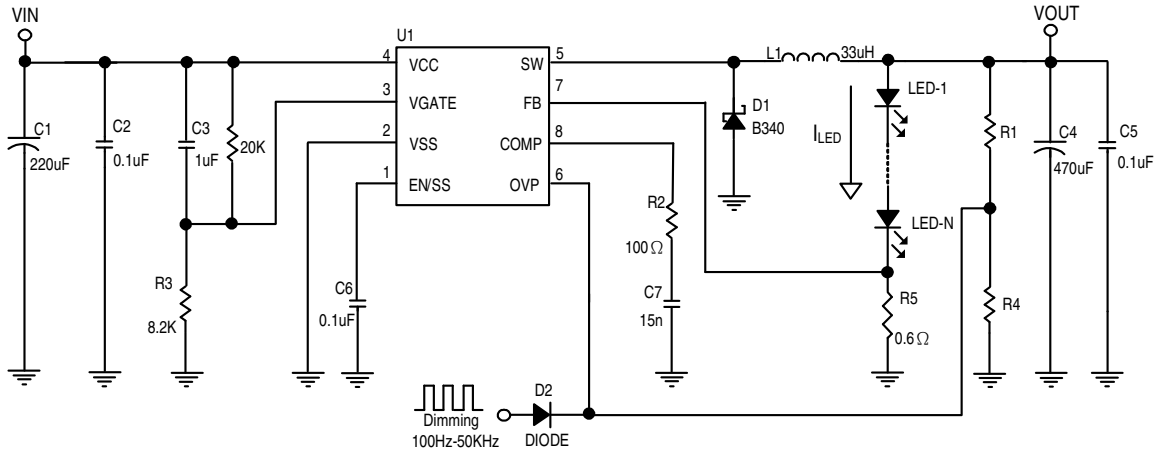 VIN
VOUT
U1
4
VCC
3
VGATE
2
VSS
1
EN/SS
SW
5
FB
7
COMP
8
OVP
6
C1
220uF
C2
0.1uF
C3
1uF
20K
R3
8.2K
C6
0.1uF
L1
33uH
D1
B340
I_LED
LED-1
LED-N
R1
R4
C4
470uF
C5
0.1uF
R2
100Ω
C7
15n
R5
0.6Ω
D2
DIODE
Dimming
100Hz-50KHz